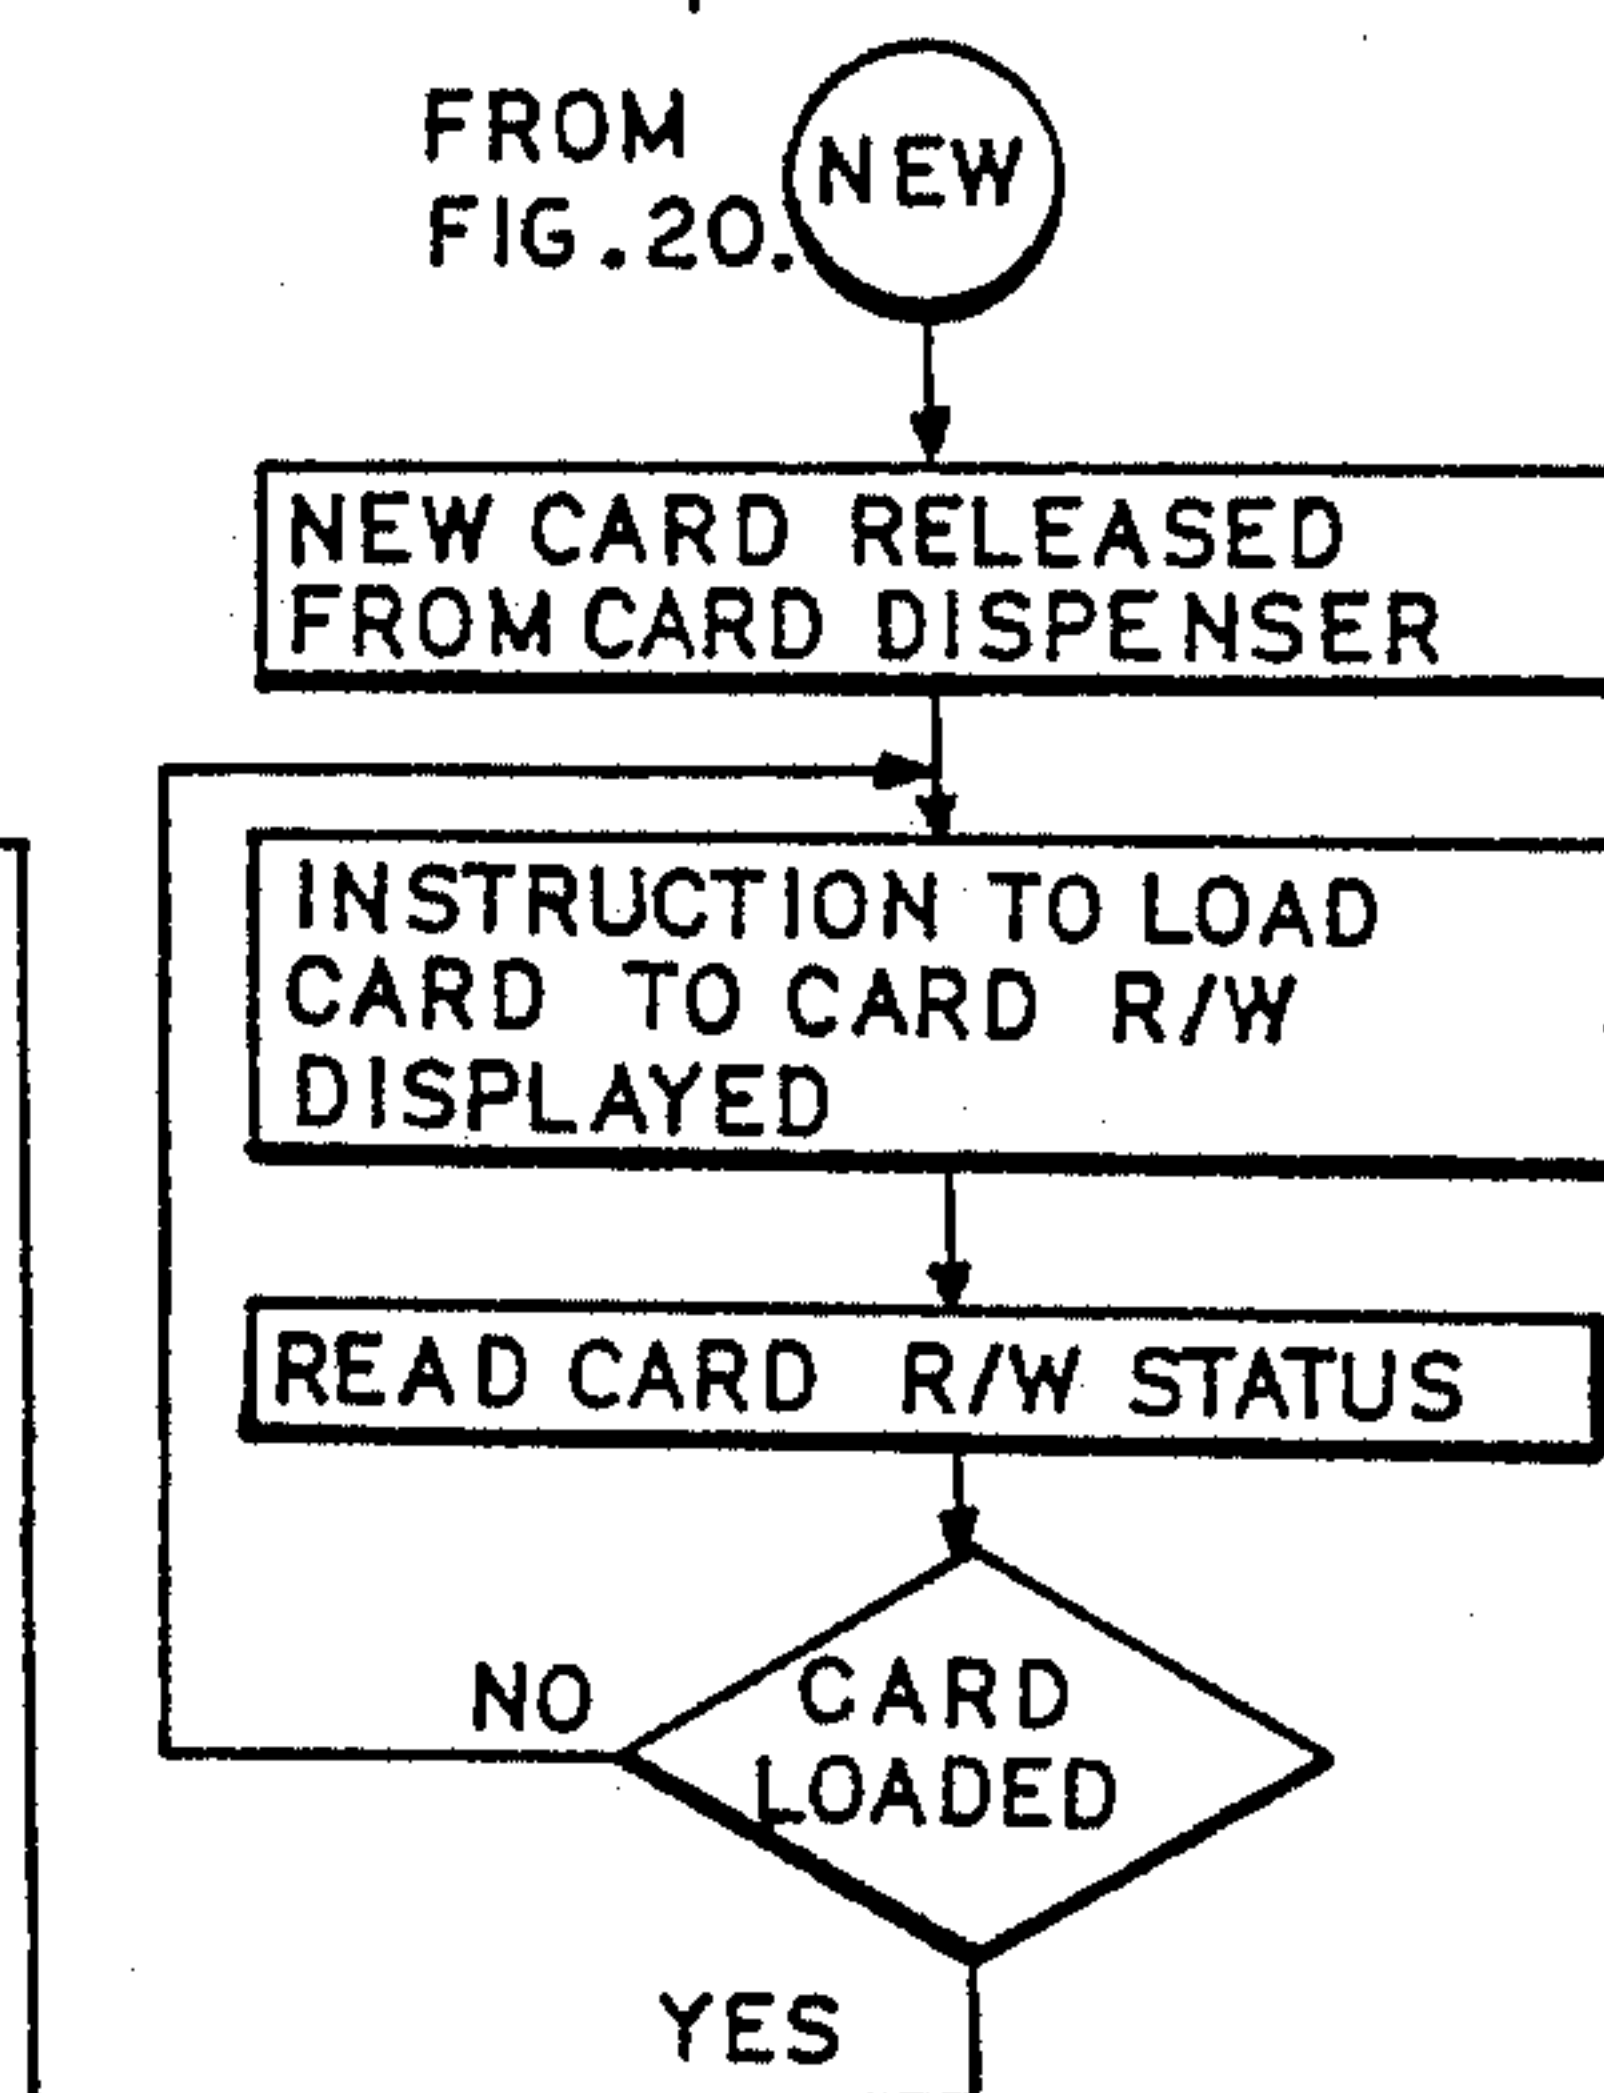 FROM
FIG.20.
NEW
NEW CARD RELEASED
FROM CARD DISPENSER
INSTRUCTION TO LOAD
CARD TO CARD R/W
DISPLAYED
READ CARD R/W STATUS
NO
CARD
LOADED
YES